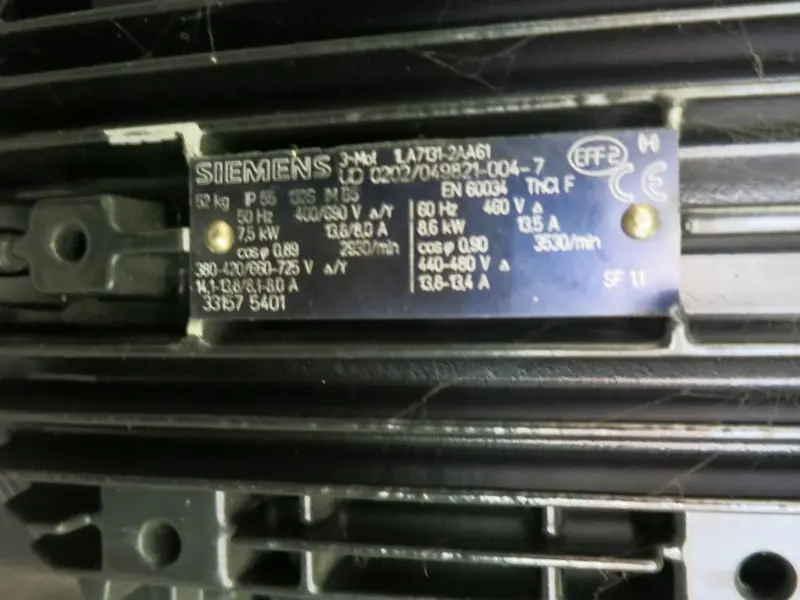 SIEMENS 3~Mot. 1LA7131-2AA61
UD 0202/049821-004-7
EFF 2
CE
52 kg IP 55 132S IM B5 EN 60034 Th.Cl. F
50 Hz 400/690 V Δ/Y 60 Hz 460 V Δ
7,5 kW 13,6/8,0 A 8,6 kW 13,5 A
cosφ 0,89 2930/min cosφ 0,90 3530/min
380-420/660-725 V Δ/Y 440-480 V Δ
14,1-13,8/8,1-8,0 A 13,8-13,4 A
SF 1.1
33157 5401